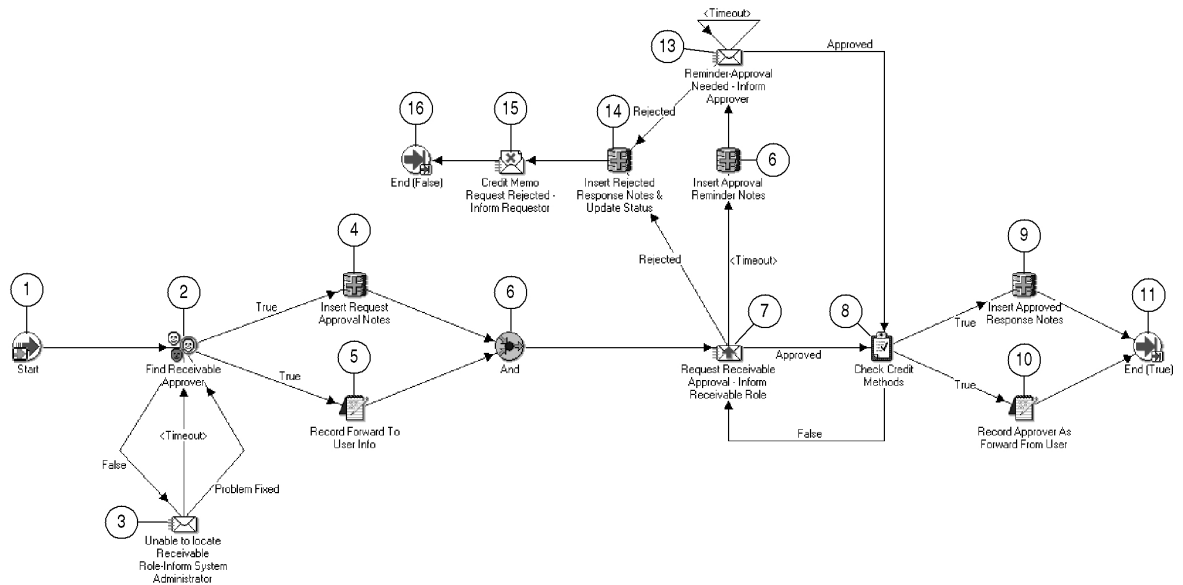 <Timeout>
13
Approved
Reminder-Approval
Needed - Inform
Approver
16
15
14
Rejected
6
End (False)
Credit Memo
Request Rejected -
Inform Requestor
Insert Rejected
Response Notes &
Update Status
Insert Approval
Reminder Notes
4
9
Rejected
<Timeout>
1
2
True
Insert Request
Approval Notes
6
7
8
True
Insert Approved
Response Notes
11
Start
Find Receivable
Approver
True
5
And
Approved
Request Receivable
Approval - Inform
Receivable Role
Check Credit
Methods
True
10
End (True)
<Timeout>
Record Forward To
User Info
False
Record Approver As
Forward From User
False
Problem Fixed
3
Unable to locate
Receivable
Role-Inform System
Administrator